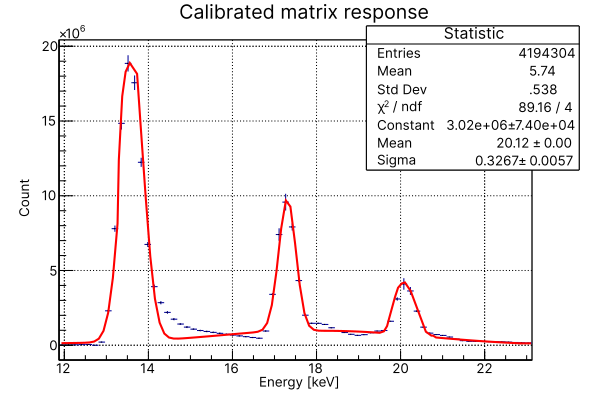 Calibrated matrix response
×10⁶
Statistic
Entries 4194304
Mean 5.74
Std Dev .538
χ² / ndf 89.16 / 4
Constant 3.02e+06±7.40e+04
Mean 20.12 ± 0.00
Sigma 0.3267± 0.0057
20
15
10
5
0
Count
12 14 16 18 20 22
Energy [keV]